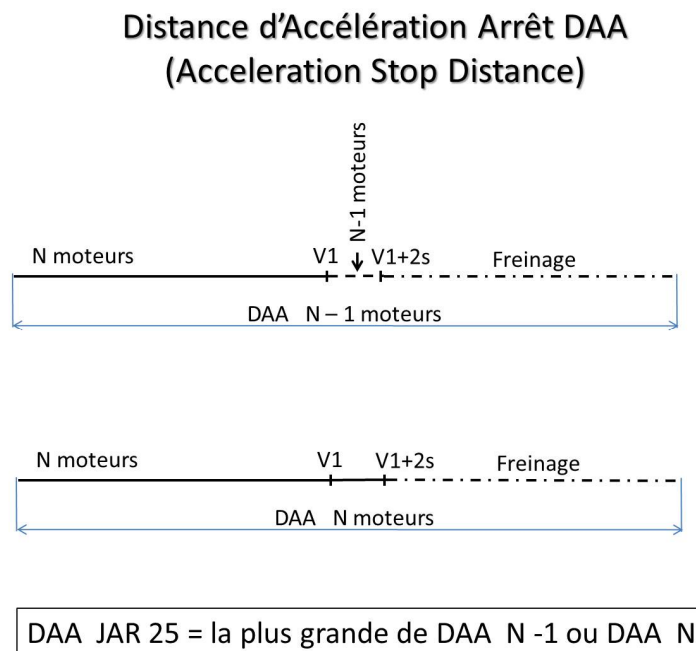 Distance d'Accélération Arrêt DAA
(Acceleration Stop Distance)
N-1 moteurs
N moteurs V1 V1+2s Freinage
DAA N – 1 moteurs
N moteurs V1 V1+2s Freinage
DAA N moteurs
DAA JAR 25 = la plus grande de DAA N -1 ou DAA N